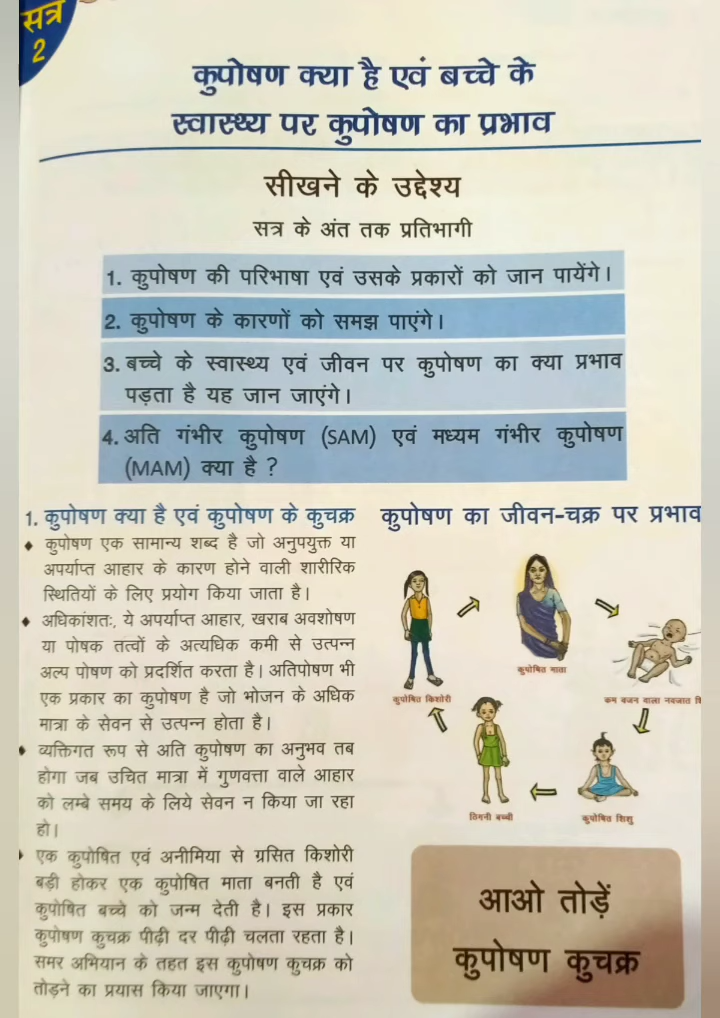 सत्र
2
कुपोषण क्या है एवं बच्चे के
स्वास्थ्य पर कुपोषण का प्रभाव
सीखने के उद्देश्य
सत्र के अंत तक प्रतिभागी
1. कुपोषण की परिभाषा एवं उसके प्रकारों को जान पायेंगे।
2. कुपोषण के कारणों को समझ पाएंगे।
3. बच्चे के स्वास्थ्य एवं जीवन पर कुपोषण का क्या प्रभाव
पड़ता है यह जान जाएंगे।
4. अति गंभीर कुपोषण (SAM) एवं मध्यम गंभीर कुपोषण
(MAM) क्या है ?
1. कुपोषण क्या है एवं कुपोषण के कुचक्र
♦ कुपोषण एक सामान्य शब्द है जो अनुपयुक्त या
अपर्याप्त आहार के कारण होने वाली शारीरिक
स्थितियों के लिए प्रयोग किया जाता है।
♦ अधिकांशतः, ये अपर्याप्त आहार, खराब अवशोषण
या पोषक तत्वों के अत्यधिक कमी से उत्पन्न
अल्प पोषण को प्रदर्शित करता है। अतिपोषण भी
एक प्रकार का कुपोषण है जो भोजन के अधिक
मात्रा के सेवन से उत्पन्न होता है।
♦ व्यक्तिगत रूप से अति कुपोषण का अनुभव तब
होगा जब उचित मात्रा में गुणवत्ता वाले आहार
को लम्बे समय के लिये सेवन न किया जा रहा
हो।
♦ एक कुपोषित एवं अनीमिया से ग्रसित किशोरी
बड़ी होकर एक कुपोषित माता बनती है एवं
कुपोषित बच्चे को जन्म देती है। इस प्रकार
कुपोषण कुचक्र पीढ़ी दर पीढ़ी चलता रहता है।
समर अभियान के तहत इस कुपोषण कुचक्र को
तोड़ने का प्रयास किया जाएगा।
कुपोषण का जीवन-चक्र पर प्रभाव
कुपोषित माता
कुपोषित किशोरी
कम वजन वाला नवजात
ठिगनी बच्ची
कुपोषित शिशु
आओ तोड़ें
कुपोषण कुचक्र